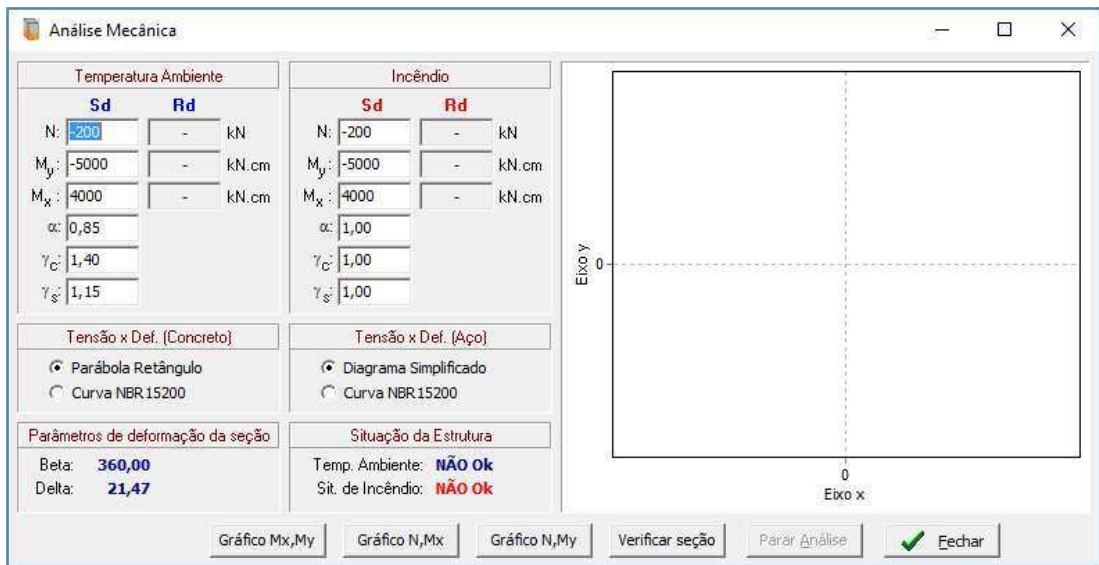 Análise Mecânica
Temperatura Ambiente
Sd Rd
N: -200 - kN
My: -5000 - kN.cm
Mx : 4000 - kN.cm
α: 0,85
γc: 1,40
γs: 1,15
Incêndio
Sd Rd
N: -200 - kN
My: -5000 - kN.cm
Mx : 4000 - kN.cm
α: 1,00
γc: 1,00
γs: 1,00
Tensão x Def. (Concreto)
Parábola Retângulo
Curva NBR15200
Tensão x Def. (Aço)
Diagrama Simplificado
Curva NBR15200
Parâmetros de deformação da seção
Beta: 360,00
Delta: 21,47
Situação da Estrutura
Temp. Ambiente: NÃO Ok
Sit. de Incêndio: NÃO Ok
Eixo y
0
0
Eixo x
Gráfico Mx,My Gráfico N,Mx Gráfico N,My Verificar seção Parar Análise Fechar